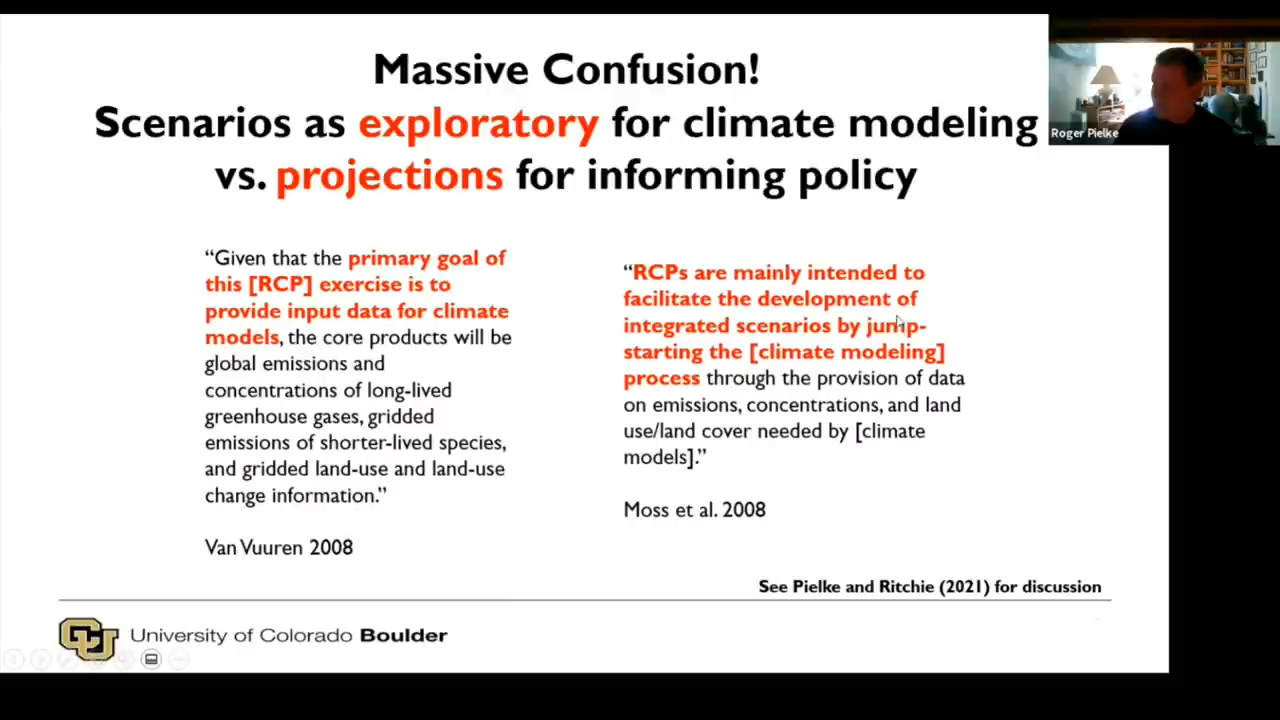 Massive Confusion!
Scenarios as exploratory for climate modeling
vs. projections for informing policy
Roger Pielke
“Given that the primary goal of
this [RCP] exercise is to
provide input data for climate
models, the core products will be
global emissions and
concentrations of long-lived
greenhouse gases, gridded
emissions of shorter-lived species,
and gridded land-use and land-use
change information.”
Van Vuuren 2008
“RCPs are mainly intended to
facilitate the development of
integrated scenarios by jump-
starting the [climate modeling]
process through the provision of data
on emissions, concentrations, and land
use/land cover needed by [climate
models].”
Moss et al. 2008
See Pielke and Ritchie (2021) for discussion
CU University of Colorado Boulder